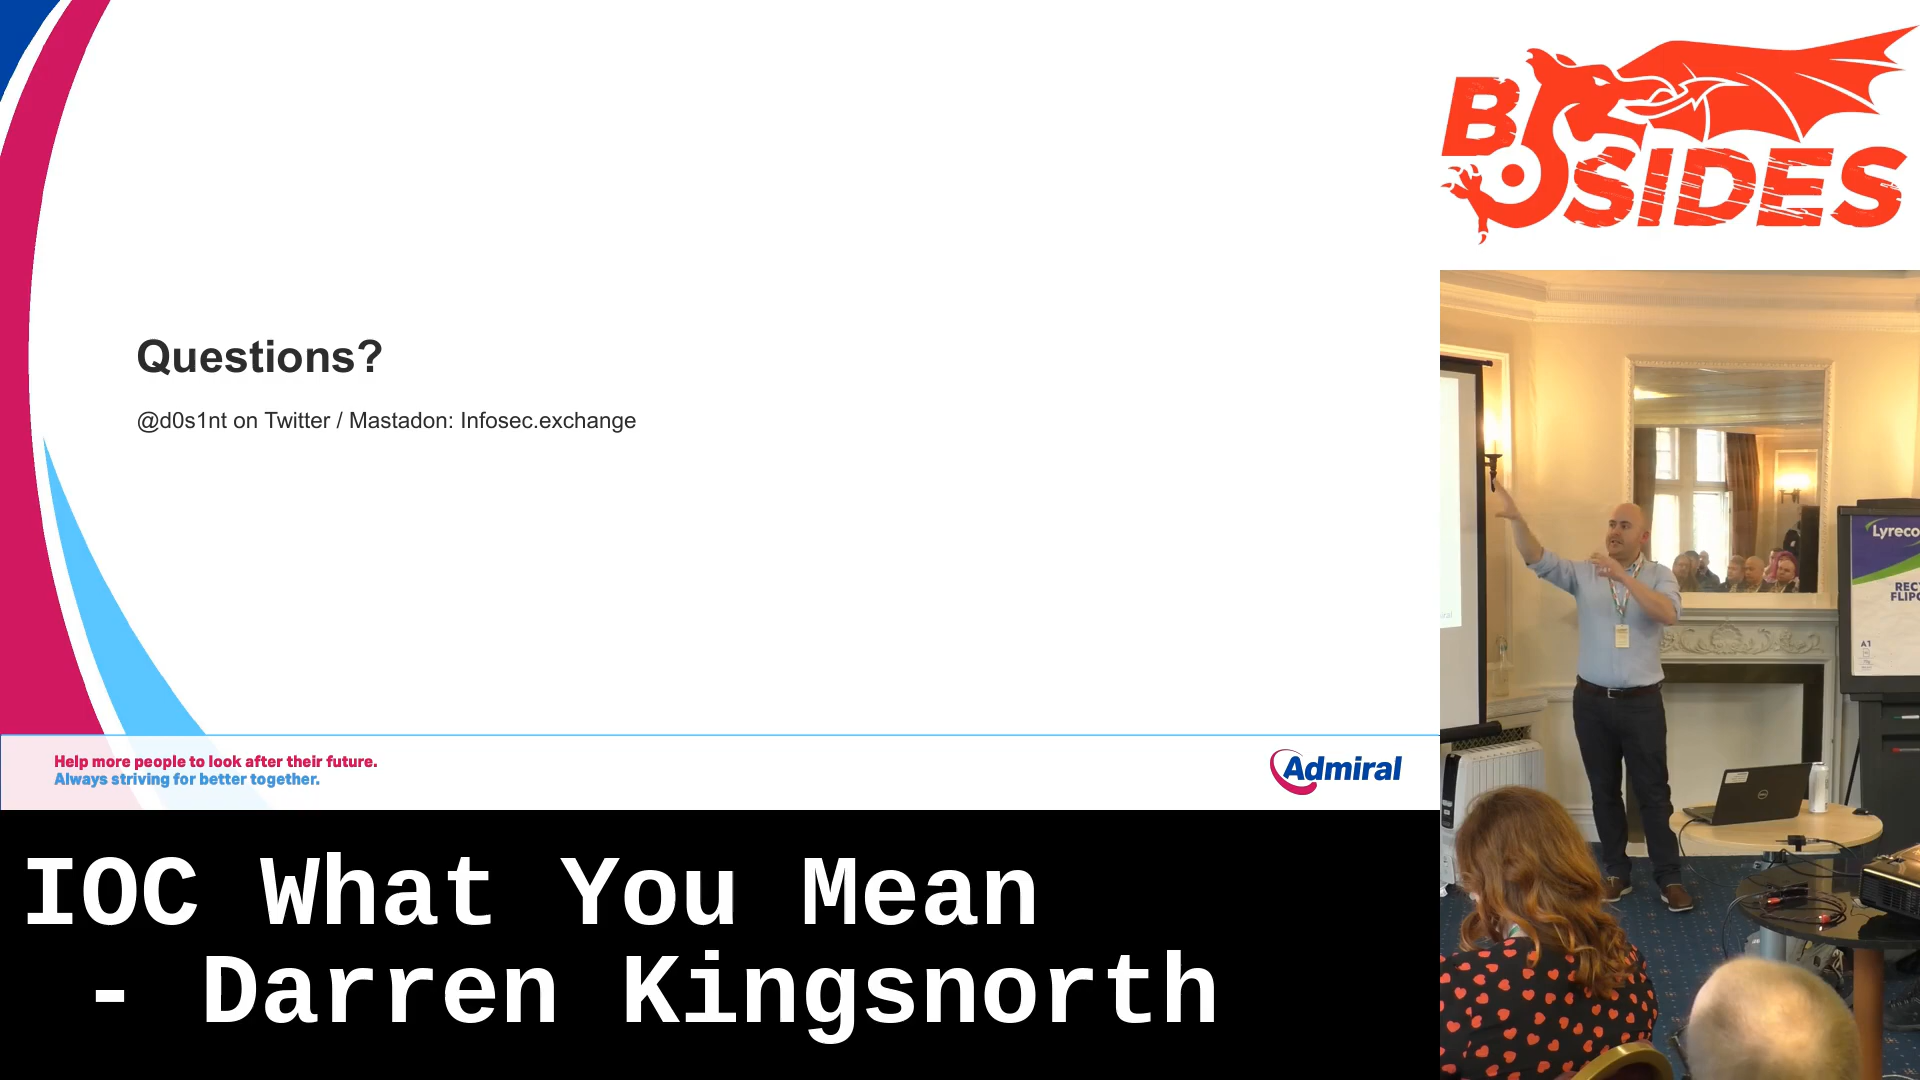 Questions?
@d0s1nt on Twitter / Mastadon: Infosec.exchange
Help more people to look after their future.
Always striving for better together.
Admiral
IOC What You Mean
- Darren Kingsnorth
BSIDES
Lyreco
A1